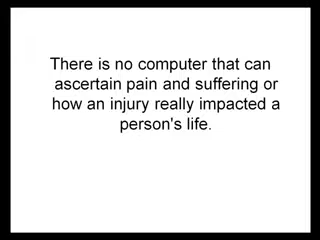 There is no computer that can
ascertain pain and suffering or
how an injury really impacted a
person's life.